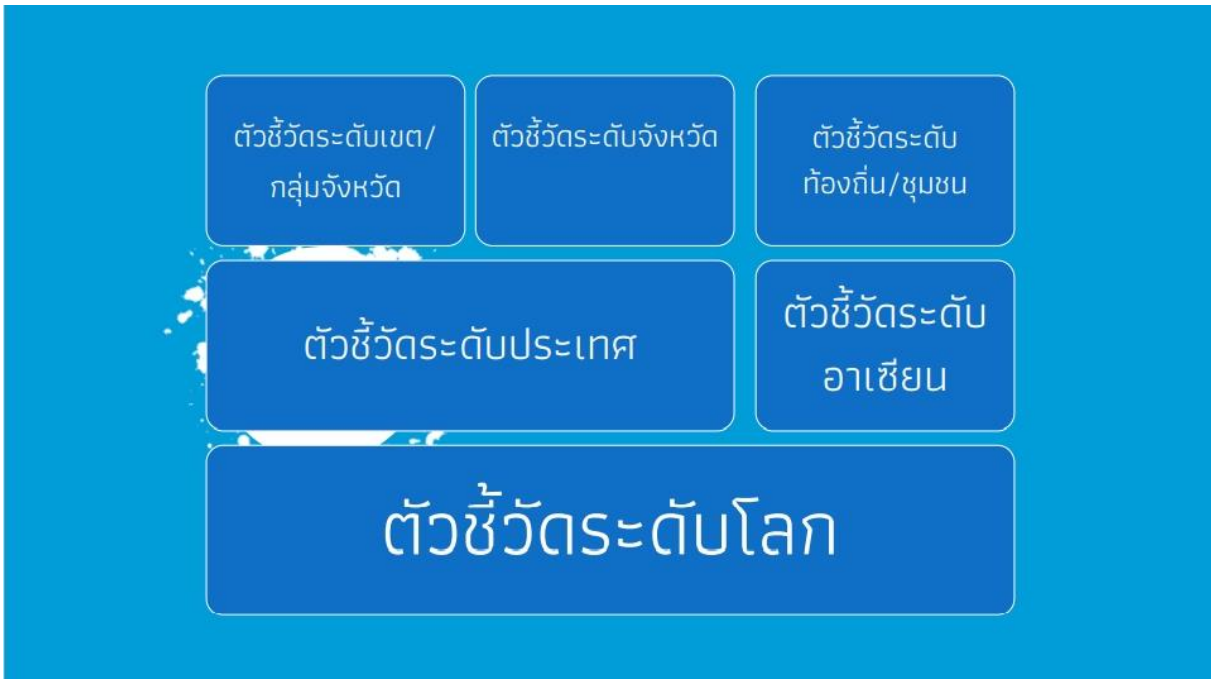 ตัวชี้วัดระดับเขต/
กลุ่มจังหวัด
ตัวชี้วัดระดับจังหวัด
ตัวชี้วัดระดับ
ท้องถิ่น/ชุมชน
ตัวชี้วัดระดับประเทศ
ตัวชี้วัดระดับ
อาเซียน
ตัวชี้วัดระดับโลก